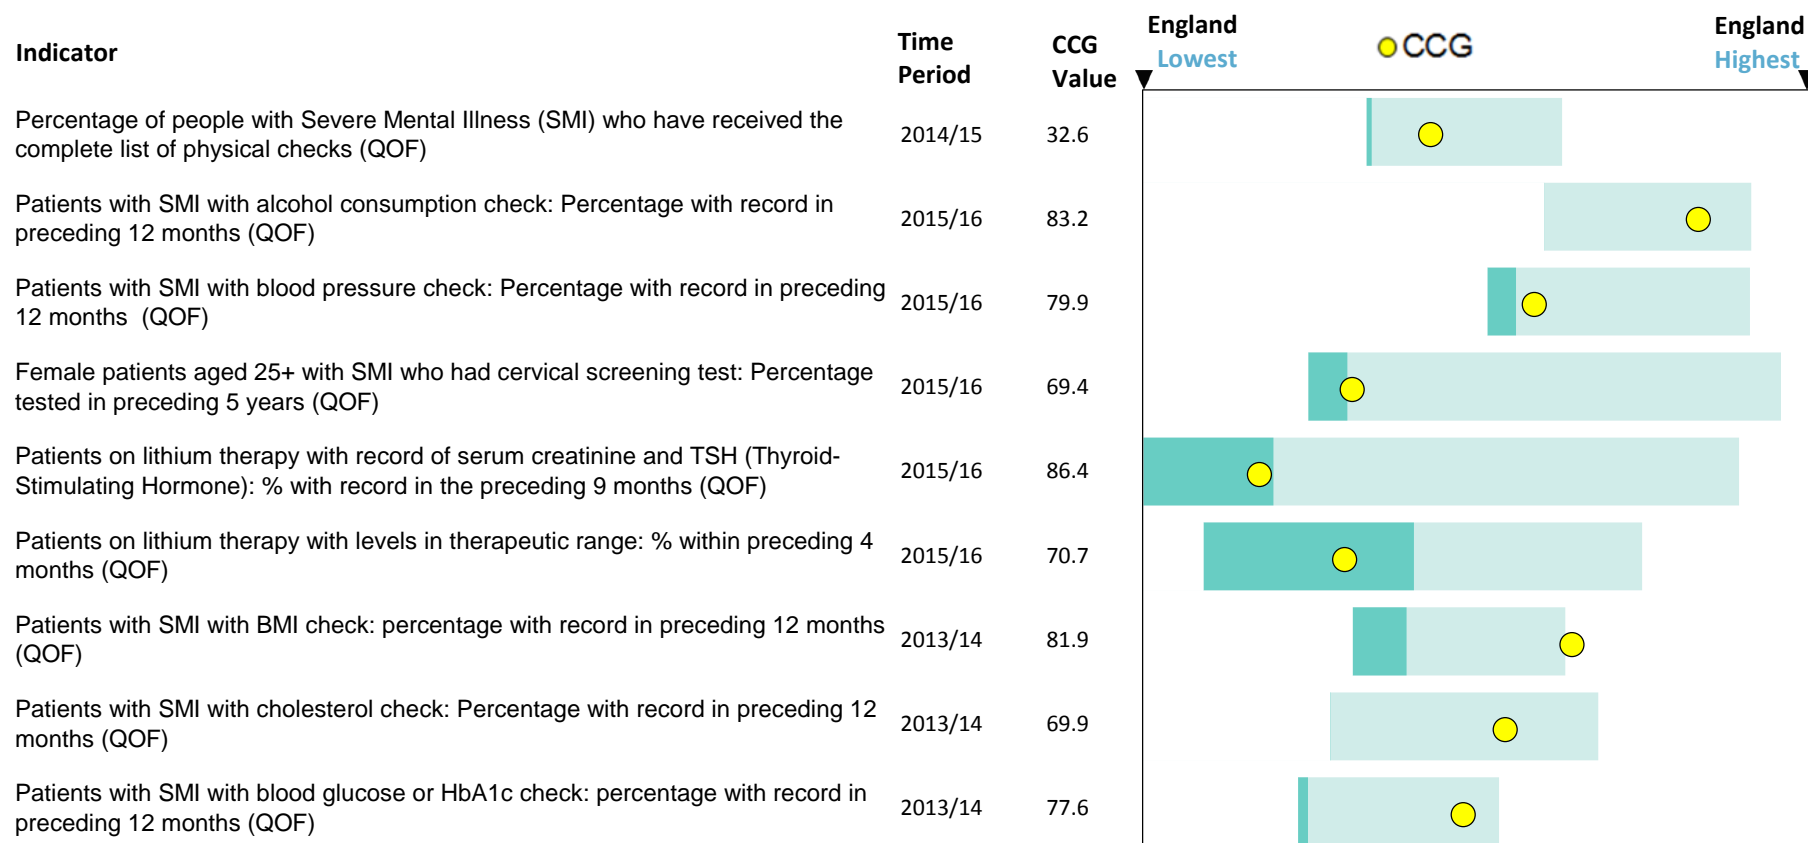 Indicator
Time
Period
CCG
Value
England
Lowest
CCG
England
Highest
Percentage of people with Severe Mental Illness (SMI) who have received the
complete list of physical checks (QOF)
2014/15
32.6
Patients with SMI with alcohol consumption check: Percentage with record in
preceding 12 months (QOF)
2015/16
83.2
Patients with SMI with blood pressure check: Percentage with record in preceding
12 months  (QOF)
2015/16
79.9
Female patients aged 25+ with SMI who had cervical screening test: Percentage
tested in preceding 5 years (QOF)
2015/16
69.4
Patients on lithium therapy with record of serum creatinine and TSH (Thyroid-
Stimulating Hormone): % with record in the preceding 9 months (QOF)
2015/16
86.4
Patients on lithium therapy with levels in therapeutic range: % within preceding 4
months (QOF)
2015/16
70.7
Patients with SMI with BMI check: percentage with record in preceding 12 months
(QOF)
2013/14
81.9
Patients with SMI with cholesterol check: Percentage with record in preceding 12
months (QOF)
2013/14
69.9
Patients with SMI with blood glucose or HbA1c check: percentage with record in
preceding 12 months (QOF)
2013/14
77.6